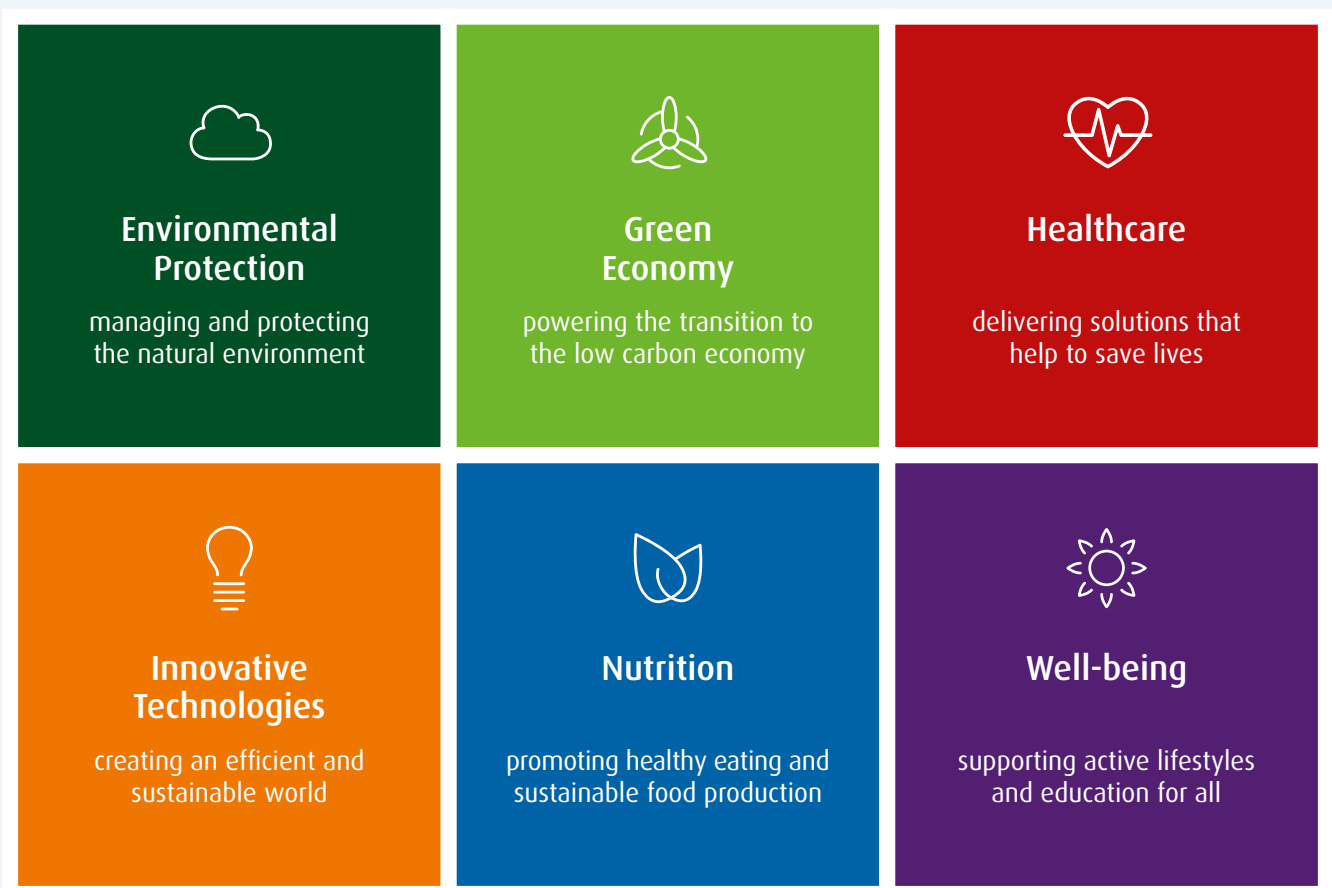 Environmental
Protection
managing and protecting
the natural environment
Green
Economy
powering the transition to
the low carbon economy
Healthcare
delivering solutions that
help to save lives
Innovative
Technologies
creating an efficient and
sustainable world
Nutrition
promoting healthy eating and
sustainable food production
Well-being
supporting active lifestyles
and education for all